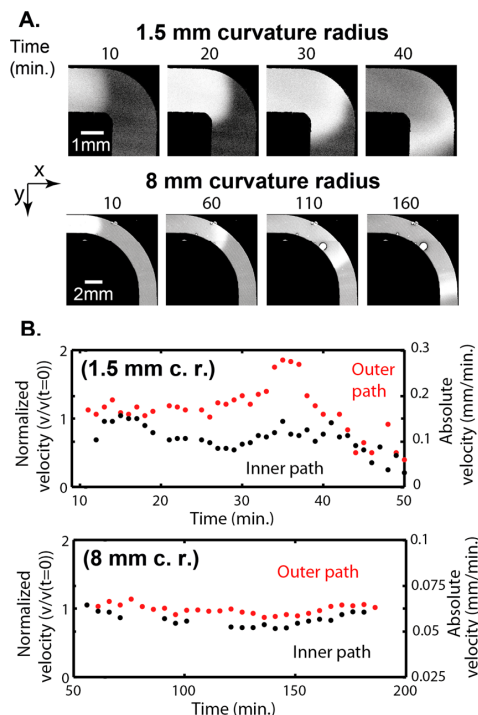 A.
1.5 mm curvature radius
Time (min.)
10 20 30 40
1mm
x
y
8 mm curvature radius
10 60 110 160
2mm
B.
(1.5 mm c. r.)
Outer path
Inner path
Normalized velocity (v/v(t=0))
2
1
0
Absolute velocity (mm/min.)
0.3
0.2
0.1
0
10 20 30 40 50
Time (min.)
(8 mm c. r.)
Outer path
Inner path
Normalized velocity (v/v(t=0))
2
1
0
Absolute velocity (mm/min.)
0.1
0.075
0.05
0.025
50 100 150 200
Time (min.)